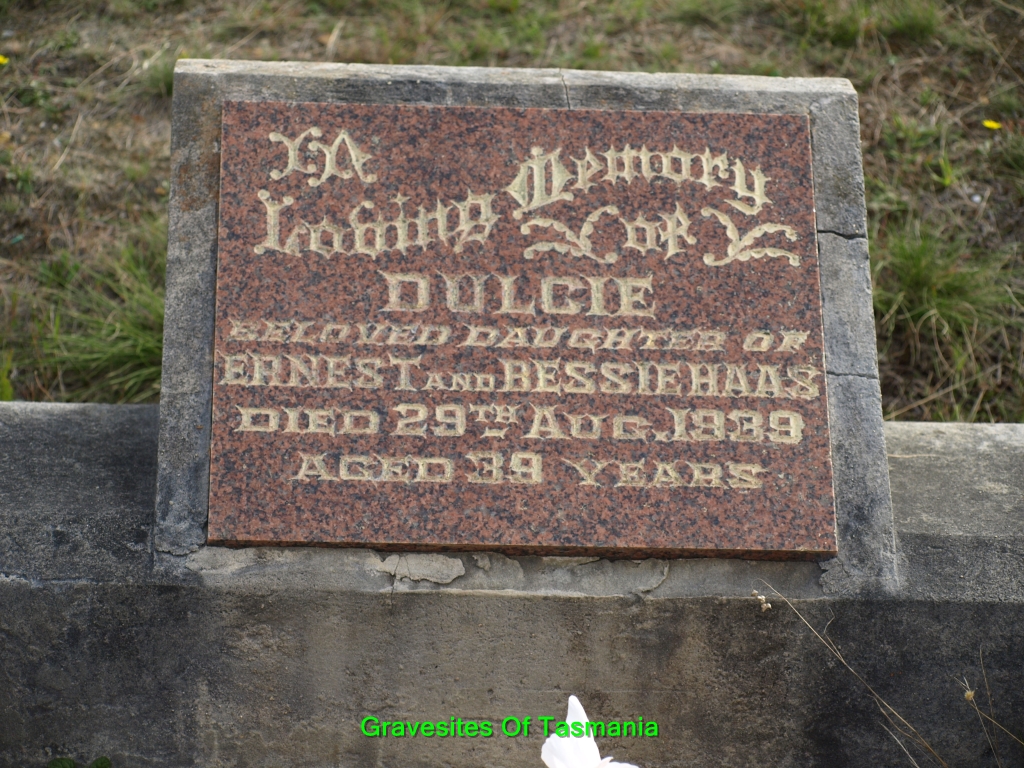 In Loving Memory of
DULCIE
BELOVED DAUGHTER OF
ERNEST AND BESSIE HAAS
DIED 29TH AUG. 1939
AGED 39 YEARS
Gravesites Of Tasmania